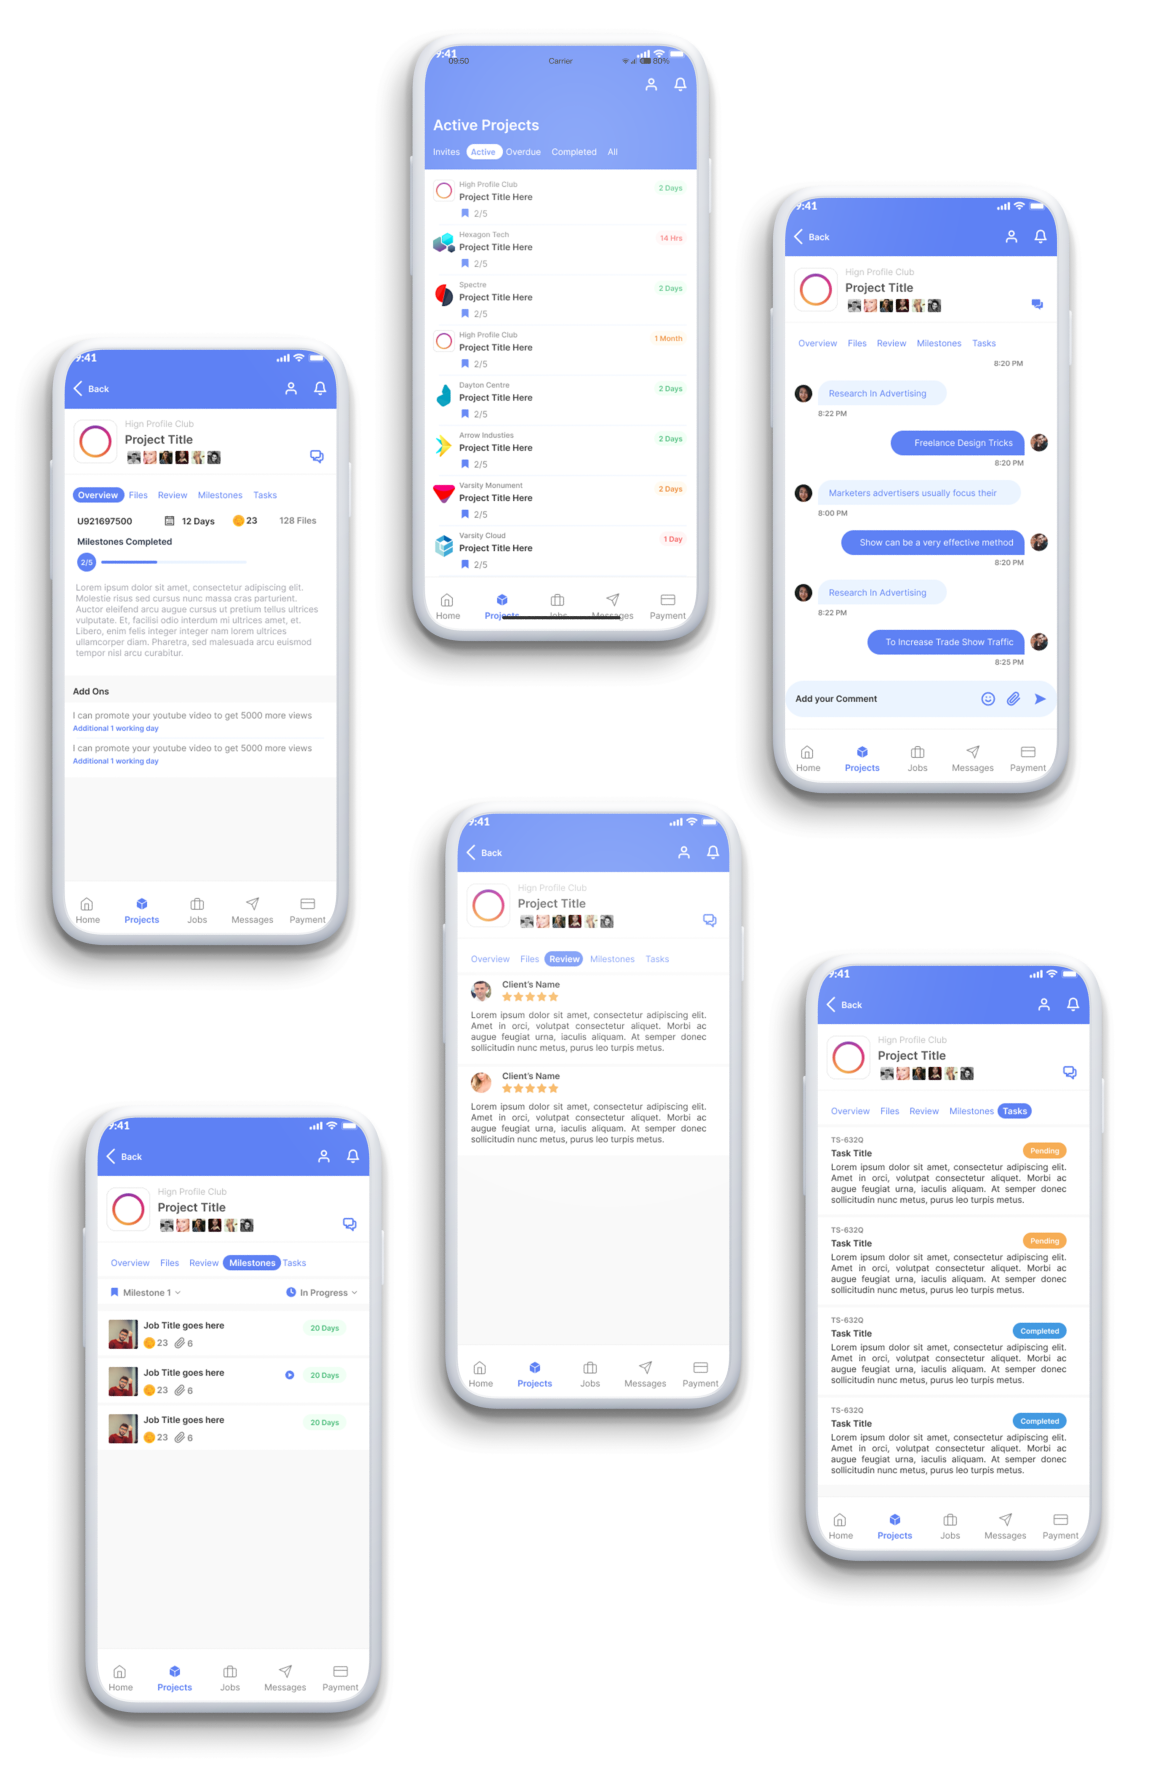 9:41
09:50 Carrier 80%
Active Projects
Invites Active Overdue Completed All
High Profile Club
Project Title Here
2 Days
2/5
Hexagon Tech
Project Title Here
14 Hrs
2/5
Spectre
Project Title Here
2 Days
2/5
High Profile Club
Project Title Here
1 Month
2/5
Dayton Centre
Project Title Here
2 Days
2/5
Arrow Industies
Project Title Here
2 Days
2/5
Varsity Monument
Project Title Here
2 Days
2/5
Varsity Cloud
Project Title Here
1 Day
2/5
Home Projects Jobs Messages Payment
9:41
Back
Hign Profile Club
Project Title
Overview Files Review Milestones Tasks
8:20 PM
Research In Advertising
8:22 PM
Freelance Design Tricks
8:20 PM
Marketers advertisers usually focus their
8:00 PM
Show can be a very effective method
8:20 PM
Research In Advertising
8:22 PM
To Increase Trade Show Traffic
8:25 PM
Add your Comment
Home Projects Jobs Messages Payment
9:41
Back
Hign Profile Club
Project Title
Overview Files Review Milestones Tasks
U921697500 12 Days 23 128 Files
Milestones Completed
2/5
Lorem ipsum dolor sit amet, consectetur adipiscing elit.
Molestie risus sed cursus nunc massa cras parturient.
Auctor eleifend arcu augue cursus ut pretium tellus ultrices
vulputate. Et, facilisi odio interdum mi ultrices amet, et.
Libero, enim felis integer integer nam lorem ultrices
ullamcorper diam. Pharetra, sed malesuada arcu euismod
tempor nisl arcu curabitur.
Add Ons
I can promote your youtube video to get 5000 more views
Additional 1 working day
I can promote your youtube video to get 5000 more views
Additional 1 working day
Home Projects Jobs Messages Payment
9:41
Back
Hign Profile Club
Project Title
Overview Files Review Milestones Tasks
Client's Name
Lorem ipsum dolor sit amet, consectetur adipiscing elit.
Amet in orci, volutpat consectetur aliquet. Morbi ac
augue feugiat urna, iaculis aliquam. At semper donec
sollicitudin nunc metus, purus leo turpis metus.
Client's Name
Lorem ipsum dolor sit amet, consectetur adipiscing elit.
Amet in orci, volutpat consectetur aliquet. Morbi ac
augue feugiat urna, iaculis aliquam. At semper donec
sollicitudin nunc metus, purus leo turpis metus.
Home Projects Jobs Messages Payment
9:41
Back
Hign Profile Club
Project Title
Overview Files Review Milestones Tasks
TS-632Q
Task Title
Pending
Lorem ipsum dolor sit amet, consectetur adipiscing elit.
Amet in orci, volutpat consectetur aliquet. Morbi ac
augue feugiat urna, iaculis aliquam. At semper donec
sollicitudin nunc metus, purus leo turpis metus.
TS-632Q
Task Title
Pending
Lorem ipsum dolor sit amet, consectetur adipiscing elit.
Amet in orci, volutpat consectetur aliquet. Morbi ac
augue feugiat urna, iaculis aliquam. At semper donec
sollicitudin nunc metus, purus leo turpis metus.
TS-632Q
Task Title
Completed
Lorem ipsum dolor sit amet, consectetur adipiscing elit.
Amet in orci, volutpat consectetur aliquet. Morbi ac
augue feugiat urna, iaculis aliquam. At semper donec
sollicitudin nunc metus, purus leo turpis metus.
TS-632Q
Task Title
Completed
Lorem ipsum dolor sit amet, consectetur adipiscing elit.
Amet in orci, volutpat consectetur aliquet. Morbi ac
augue feugiat urna, iaculis aliquam. At semper donec
sollicitudin nunc metus, purus leo turpis metus.
Home Projects Jobs Messages Payment
9:41
Back
Hign Profile Club
Project Title
Overview Files Review Milestones Tasks
Milestone 1 In Progress
Job Title goes here
23 6
20 Days
Job Title goes here
23 6
20 Days
Job Title goes here
23 6
20 Days
Home Projects Jobs Messages Payment